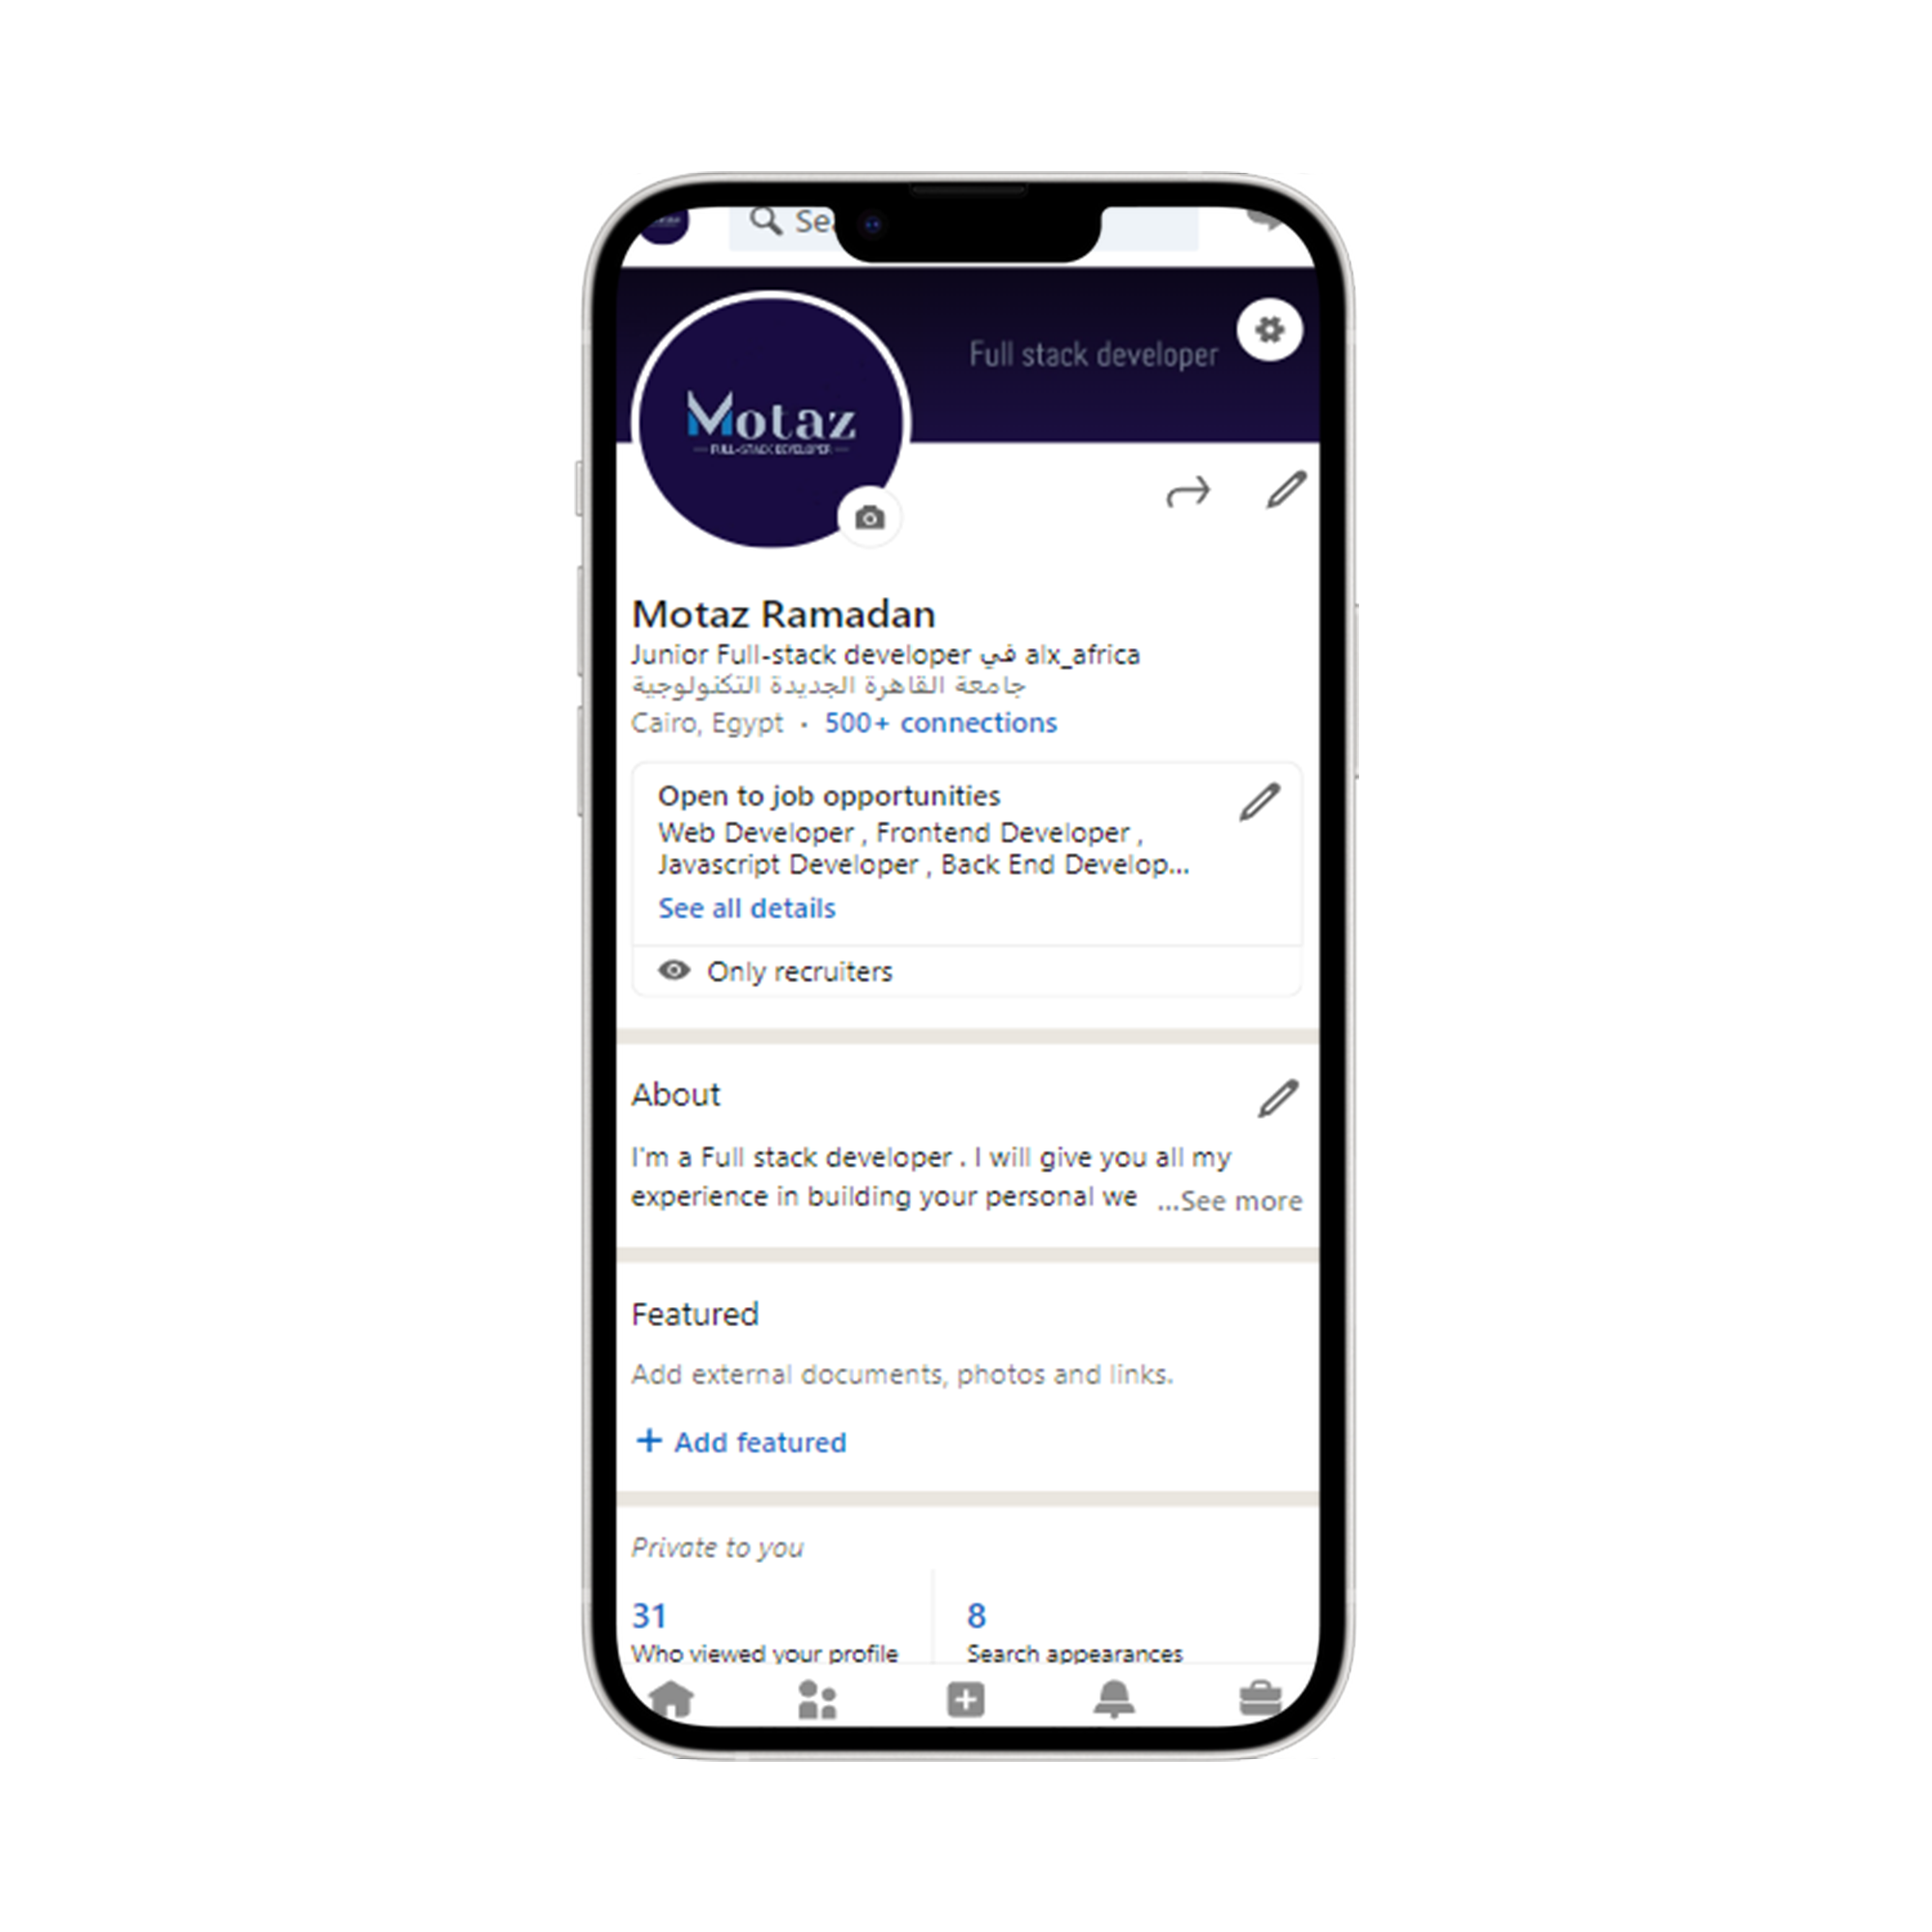 Se
Full stack developer
Motaz
FULL-STACK DEVELOPER
Motaz Ramadan
Junior Full-stack developer في alx_africa
جامعة القاهرة الجديدة التكنولوجية
Cairo, Egypt · 500+ connections
Open to job opportunities
Web Developer , Frontend Developer ,
Javascript Developer , Back End Develop...
See all details
Only recruiters
About
I'm a Full stack developer . I will give you all my
experience in building your personal we ...See more
Featured
Add external documents, photos and links.
+ Add featured
Private to you
31
Who viewed your profile
8
Search appearances